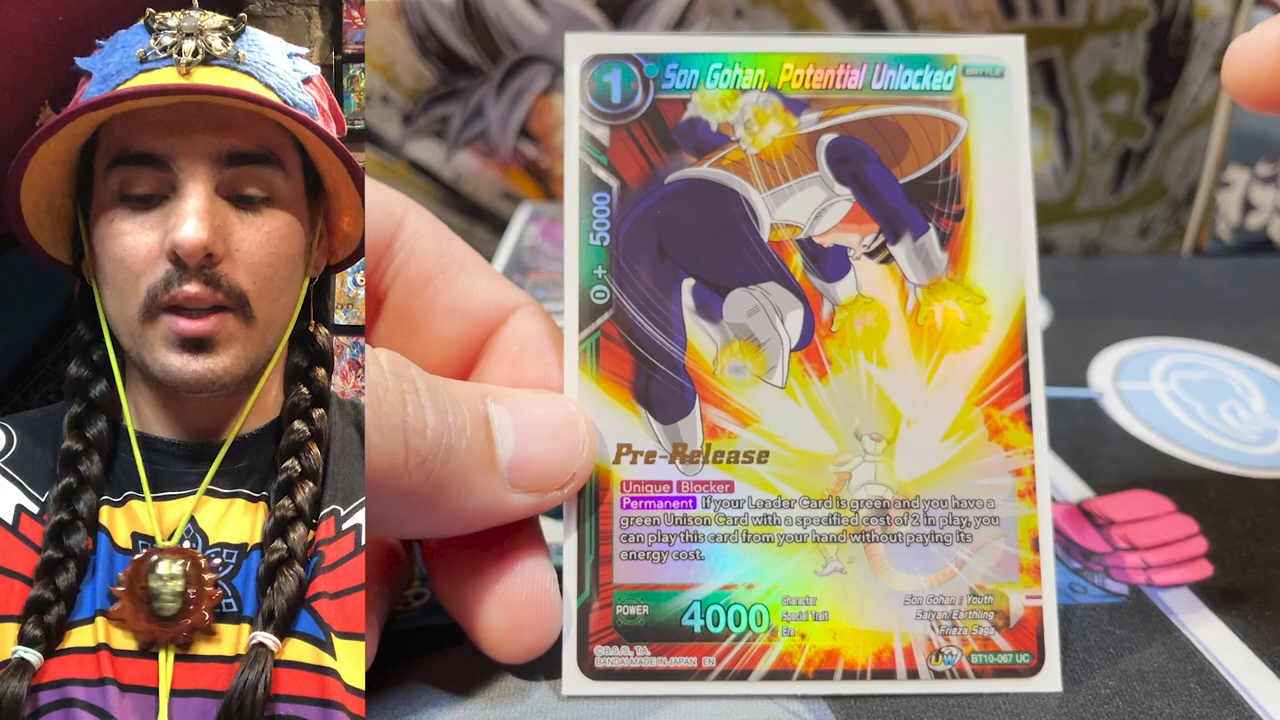 1
Son Gohan, Potential Unlocked
BATTLE
0 + 5000
Pre-Release
Unique Blocker
Permanent If your Leader Card is green and you have a
green Unison Card with a specified cost of 2 in play, you
can play this card from your hand without paying its
energy cost.
POWER
4000
Character Son Gohan : Youth
Special Trait Saiyan/Earthling
Era Frieza Saga
©B.S./S., T.A.
BANDAI MADE IN JAPAN EN
UW
BT10-067 UC